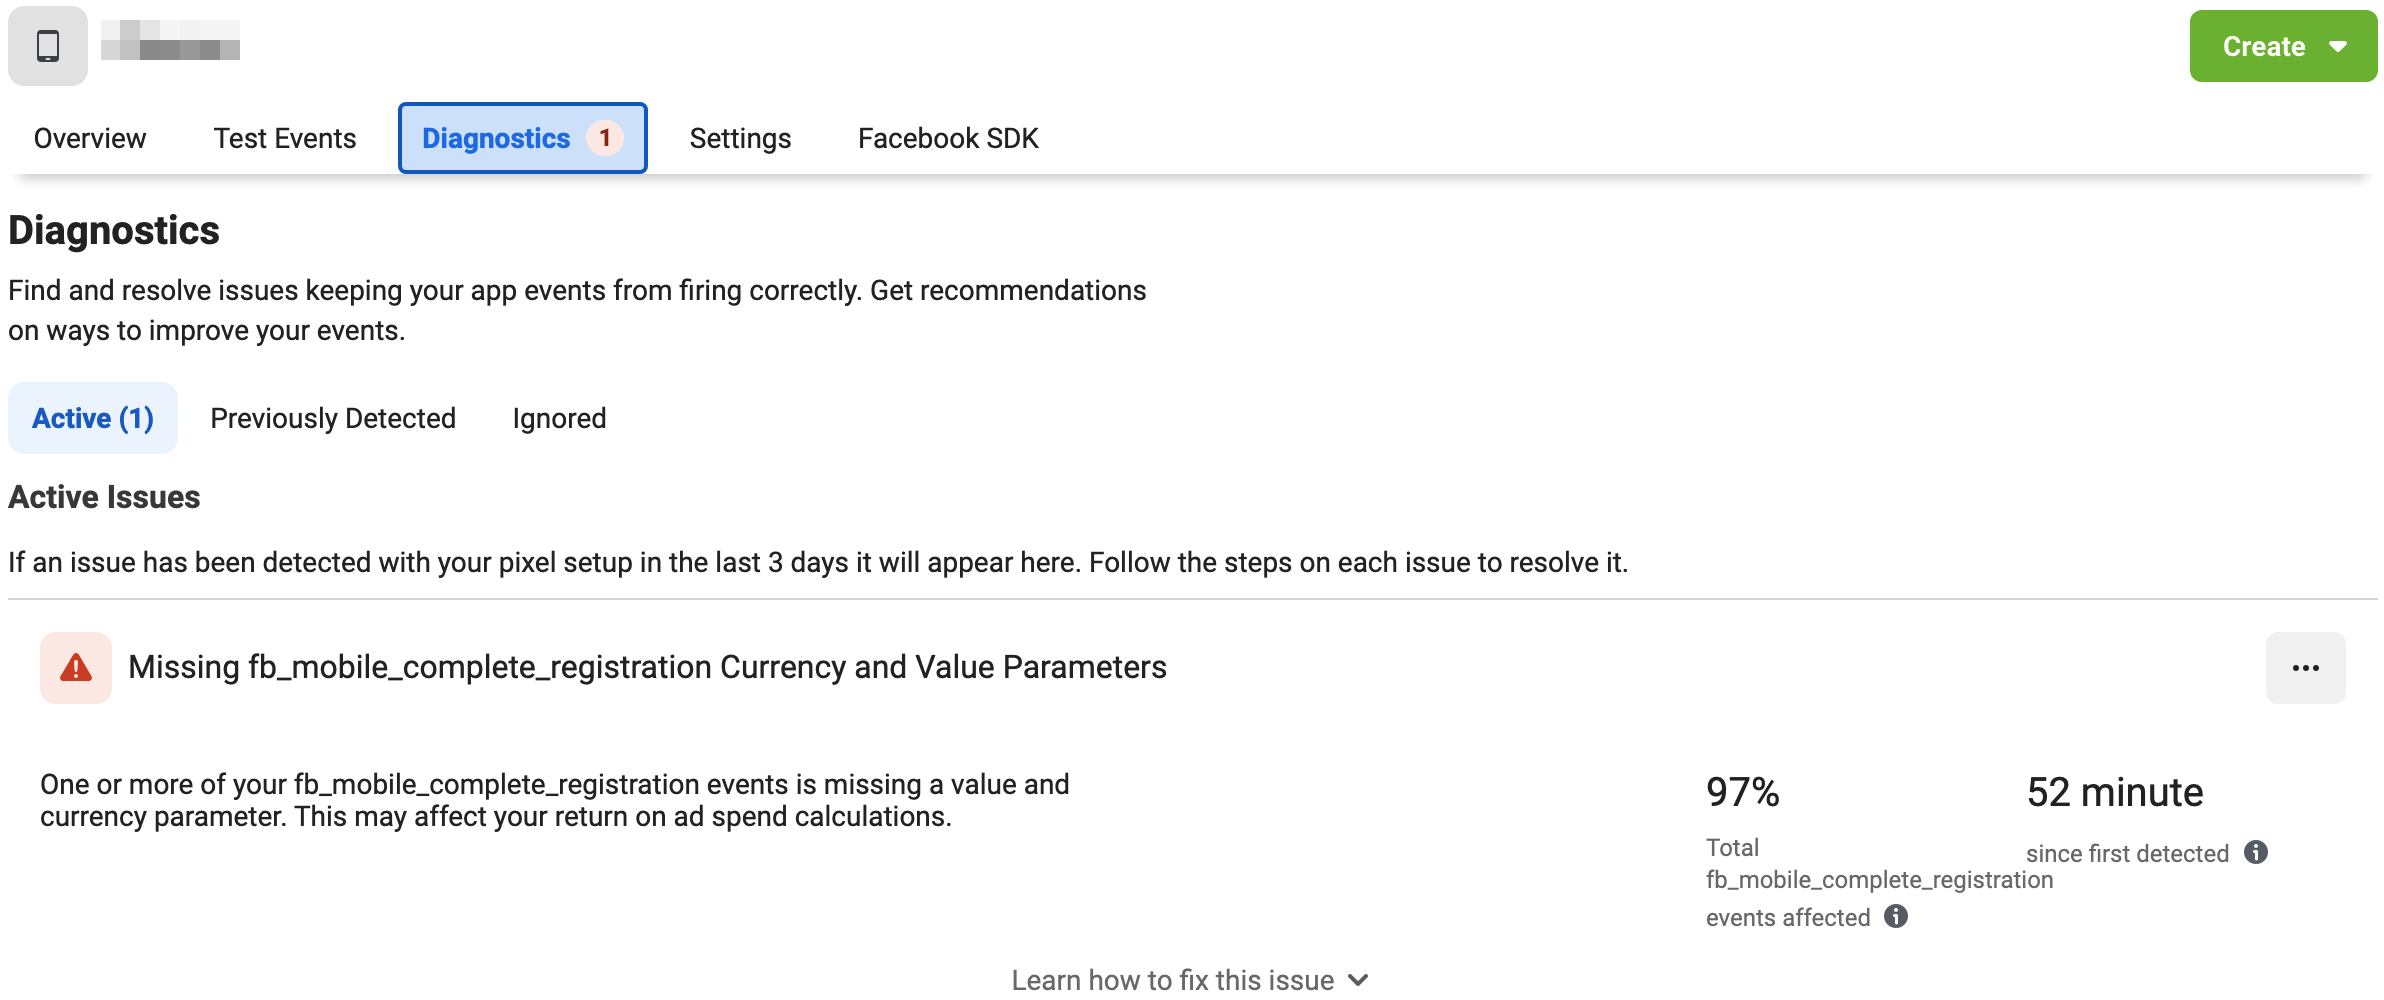 Create
Overview
Test Events
Diagnostics 1
Settings
Facebook SDK
Diagnostics
Find and resolve issues keeping your app events from firing correctly. Get recommendations
on ways to improve your events.
Active (1)
Previously Detected
Ignored
Active Issues
If an issue has been detected with your pixel setup in the last 3 days it will appear here. Follow the steps on each issue to resolve it.
Missing fb_mobile_complete_registration Currency and Value Parameters
One or more of your fb_mobile_complete_registration events is missing a value and
currency parameter. This may affect your return on ad spend calculations.
97%
Total
fb_mobile_complete_registration
events affected
52 minute
since first detected
Learn how to fix this issue